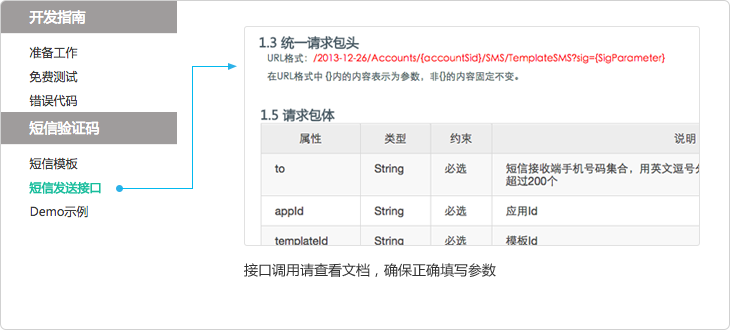 开发指南
准备工作
免费测试
错误代码
短信验证码
短信模板
短信发送接口
Demo示例
1.3 统一请求包头
URL格式：/2013-12-26/Accounts/{accountSid}/SMS/TemplateSMS?sig={SigParameter}
在URL格式中 {}内的内容表示为参数，非{}的内容固定不变。
1.5 请求包体
属性 类型 约束 说明
to String 必选 短信接收端手机号码集合，用英文逗号
超过200个
appId String 必选 应用Id
templateId String 必选 模板Id
接口调用请查看文档，确保正确填写参数